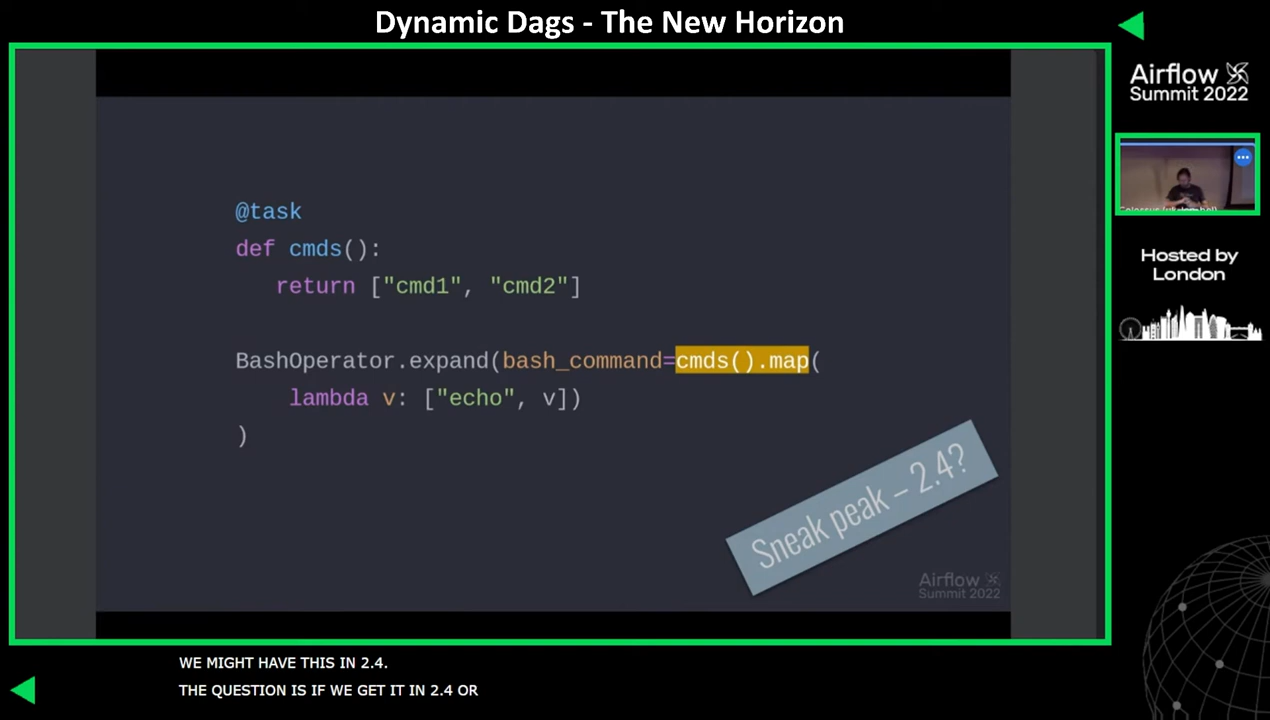 Dynamic Dags - The New Horizon
Airflow
Summit 2022
@task
def cmds():
return ["cmd1", "cmd2"]
BashOperator.expand(bash_command=cmds().map(
lambda v: ["echo", v])
)
Sneak peak – 2.4?
Airflow
Summit 2022
Hosted by
London
WE MIGHT HAVE THIS IN 2.4.
THE QUESTION IS IF WE GET IT IN 2.4 OR